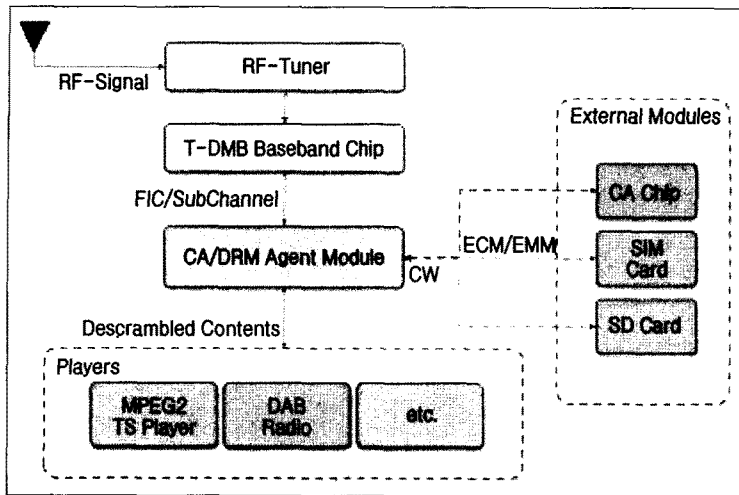 RF-Signal
RF-Tuner
T-DMB Baseband Chip
FIC/SubChannel
CA/DRM Agent Module
ECM/EMM
CW
External Modules
CA Chip
SIM
Card
SD Card
Descrambled Contents
Players
MPEG2
TS Player
DAB
Radio
etc.